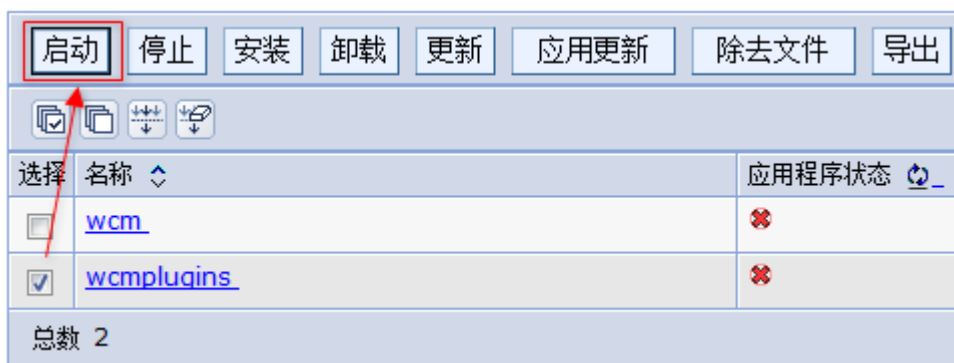 启动 停止 安装 卸载 更新 应用更新 除去文件 导出
选择 名称 应用程序状态
wcm
wcmplugins
总数 2